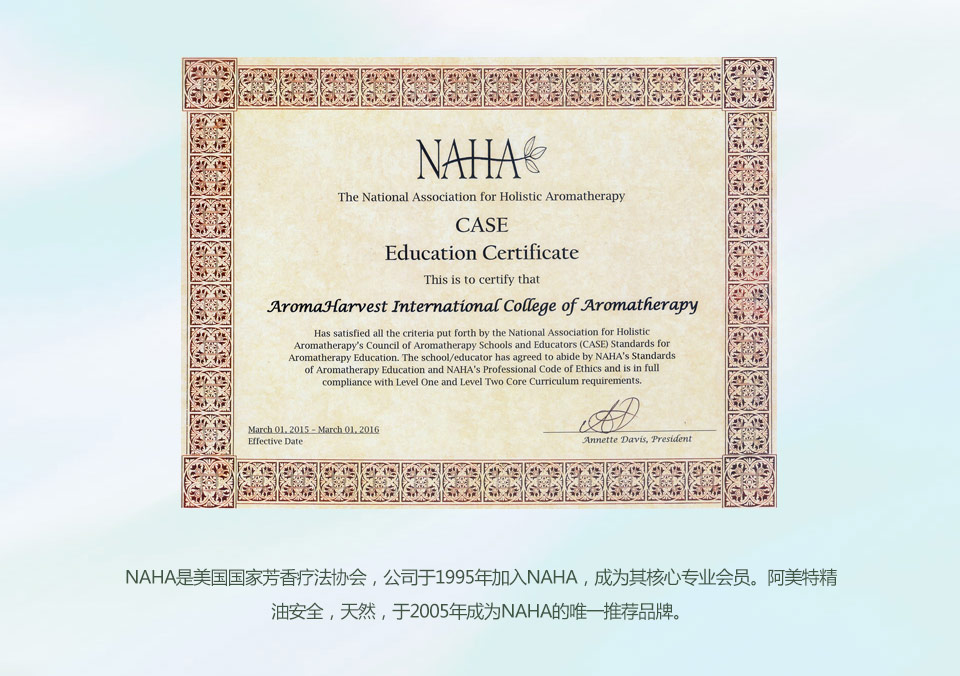 NAHA
The National Association for Holistic Aromatherapy
CASE
Education Certificate
This is to certify that
AromaHarvest International College of Aromatherapy
Has satisfied all the criteria put forth by the National Association for Holistic
Aromatherapy's Council of Aromatherapy Schools and Educators (CASE) Standards for
Aromatherapy Education. The school/educator has agreed to abide by NAHA's Standards
of Aromatherapy Education and NAHA's Professional Code of Ethics and is in full
compliance with Level One and Level Two Core Curriculum requirements.
March 01, 2015 - March 01, 2016
Effective Date
Annette Davis, President
NAHA是美国国家芳香疗法协会，公司于1995年加入NAHA，成为其核心专业会员。阿美特精
油安全，天然，于2005年成为NAHA的唯一推荐品牌。